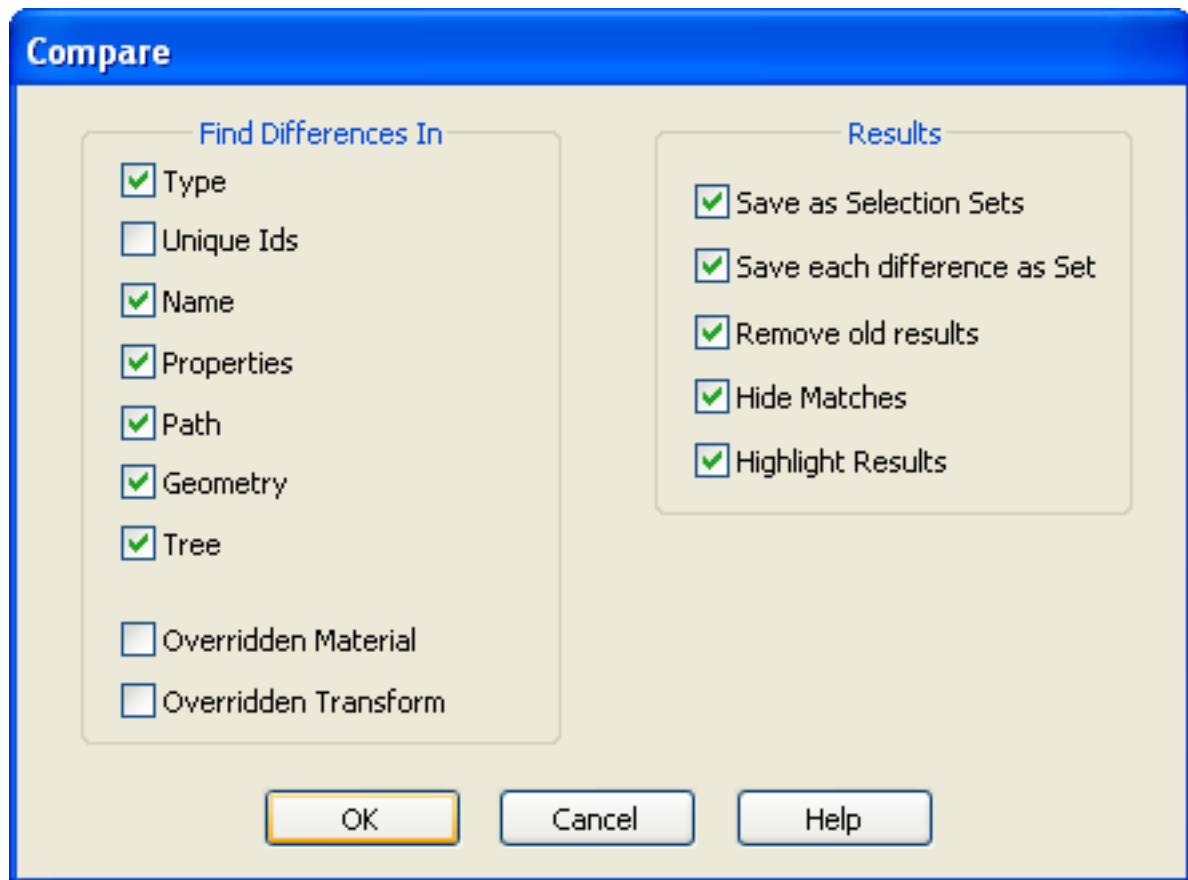 Compare
Find Differences In
Type
Unique Ids
Name
Properties
Path
Geometry
Tree
Overridden Material
Overridden Transform
Results
Save as Selection Sets
Save each difference as Set
Remove old results
Hide Matches
Highlight Results
OK
Cancel
Help